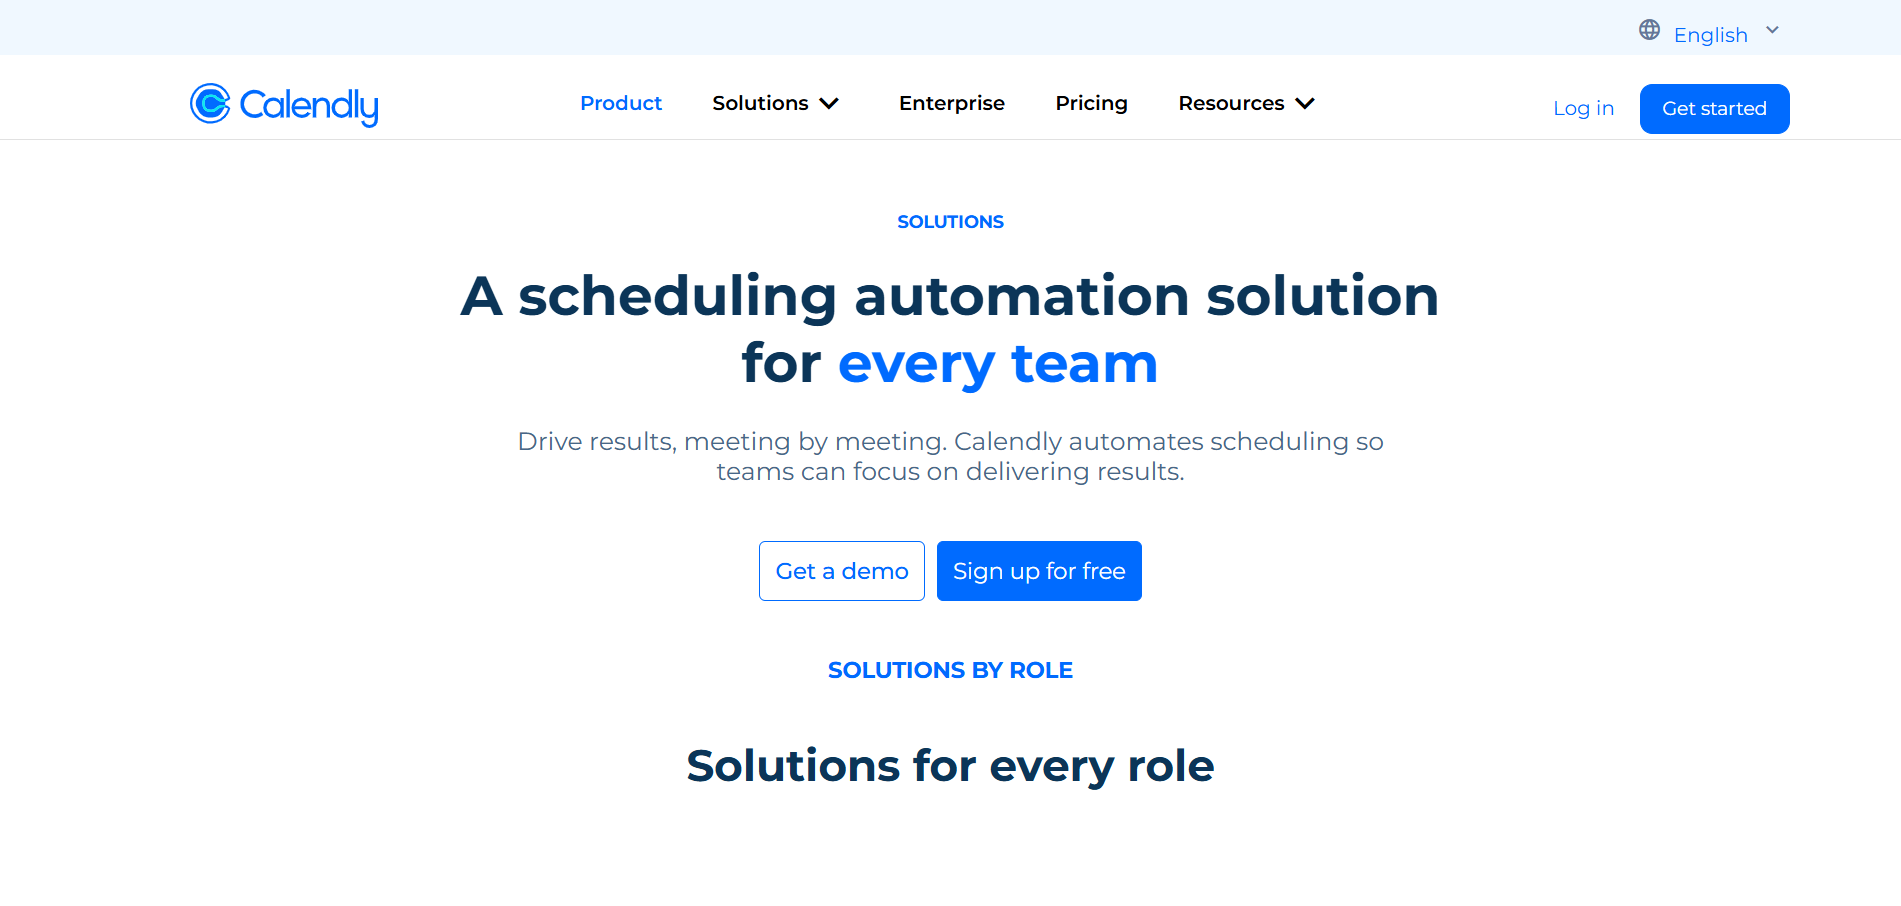 English
Calendly
Product
Solutions
Enterprise
Pricing
Resources
Log in
Get started
SOLUTIONS
A scheduling automation solution
for every team
Drive results, meeting by meeting. Calendly automates scheduling so
teams can focus on delivering results.
Get a demo
Sign up for free
SOLUTIONS BY ROLE
Solutions for every role